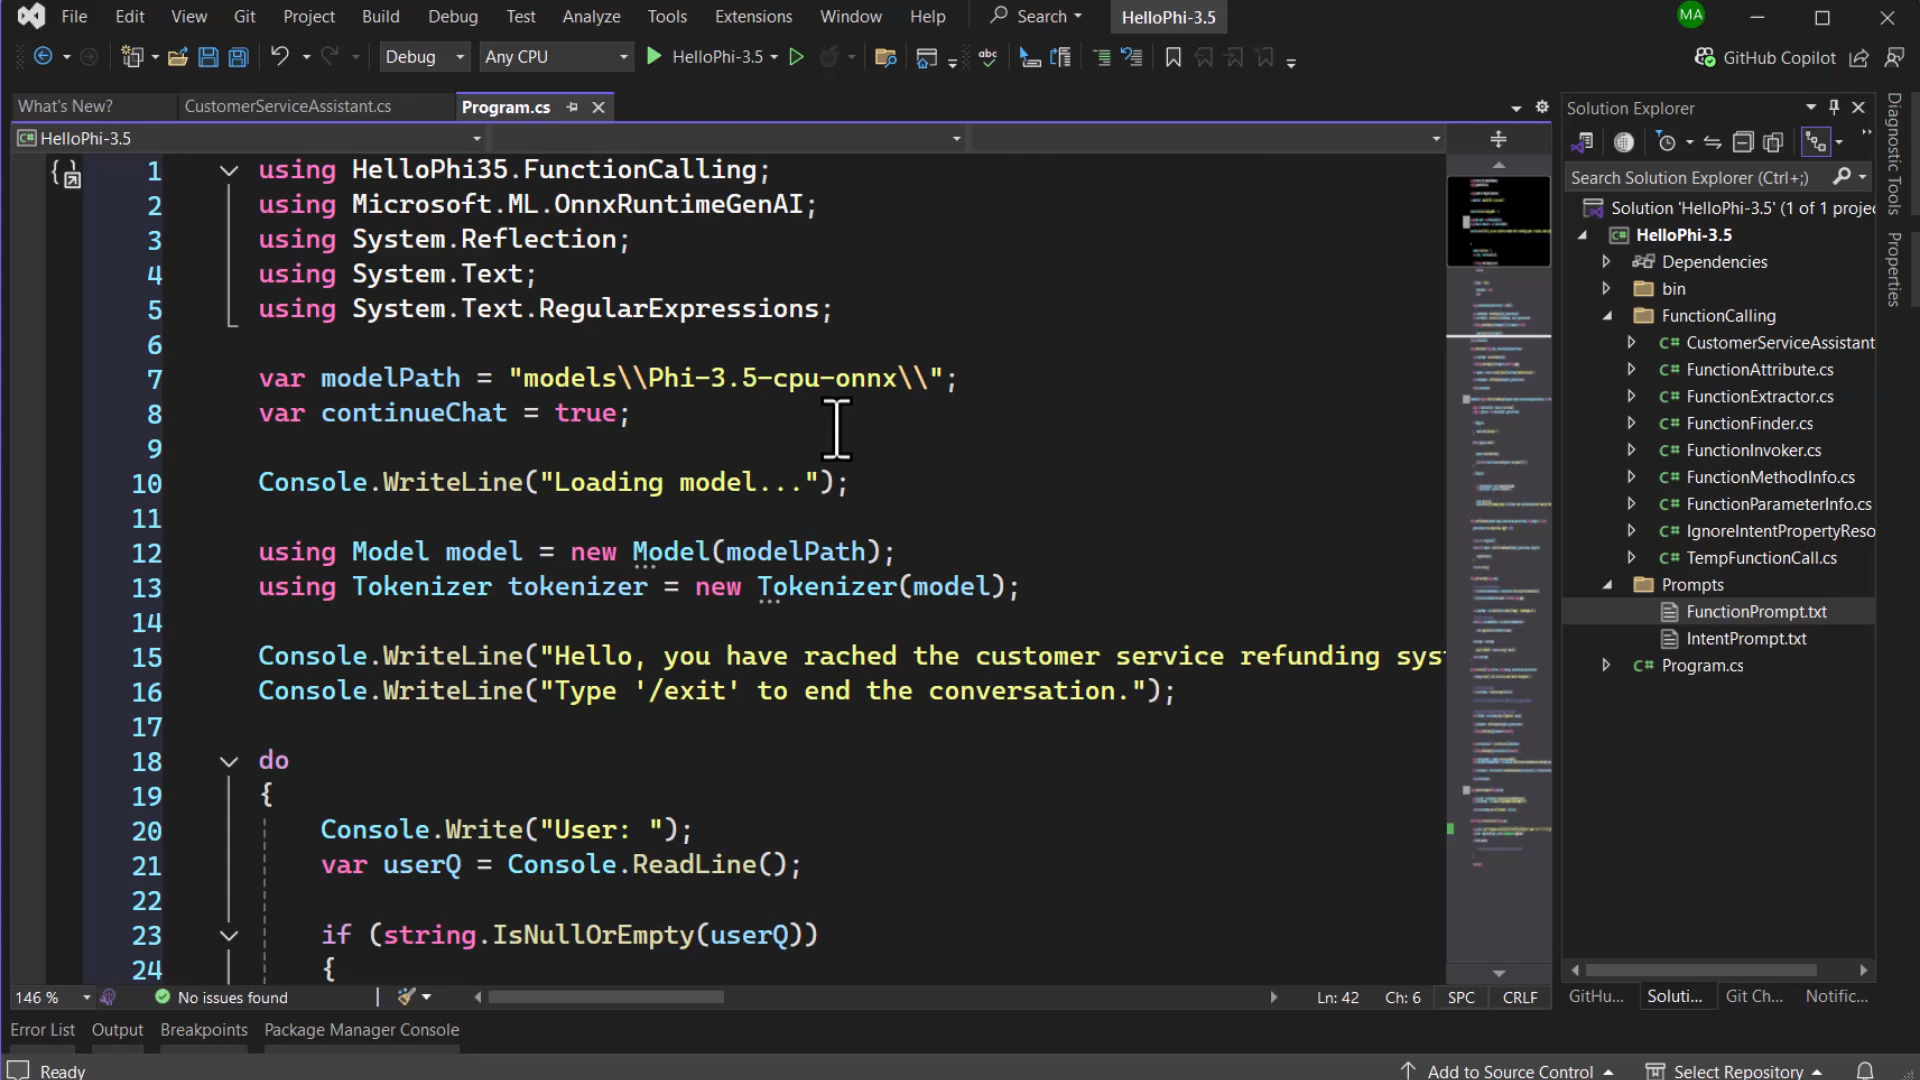 File Edit View Git Project Build Debug Test Analyze Tools Extensions Window Help Search HelloPhi-3.5 MA
Debug Any CPU HelloPhi-3.5 GitHub Copilot
What's New? CustomerServiceAssistant.cs Program.cs
C# HelloPhi-3.5
1 using HelloPhi35.FunctionCalling;
2 using Microsoft.ML.OnnxRuntimeGenAI;
3 using System.Reflection;
4 using System.Text;
5 using System.Text.RegularExpressions;
6
7 var modelPath = "models\\Phi-3.5-cpu-onnx\\";
8 var continueChat = true;
9
10 Console.WriteLine("Loading model...");
11
12 using Model model = new Model(modelPath);
13 using Tokenizer tokenizer = new Tokenizer(model);
14
15 Console.WriteLine("Hello, you have rached the customer service refunding syst
16 Console.WriteLine("Type '/exit' to end the conversation.");
17
18 do
19 {
20 Console.Write("User: ");
21 var userQ = Console.ReadLine();
22
23 if (string.IsNullOrEmpty(userQ))
24 {
146 % No issues found Ln: 42 Ch: 6 SPC CRLF
Error List Output Breakpoints Package Manager Console
Ready Add to Source Control Select Repository
Solution Explorer
Search Solution Explorer (Ctrl+;)
Solution 'HelloPhi-3.5' (1 of 1 projec
C# HelloPhi-3.5
Dependencies
bin
FunctionCalling
C# CustomerServiceAssistant
C# FunctionAttribute.cs
C# FunctionExtractor.cs
C# FunctionFinder.cs
C# FunctionInvoker.cs
C# FunctionMethodInfo.cs
C# FunctionParameterInfo.cs
C# IgnoreIntentPropertyReso
C# TempFunctionCall.cs
Prompts
FunctionPrompt.txt
IntentPrompt.txt
C# Program.cs
GitHu... Soluti... Git Ch... Notific...
Diagnostic Tools
Properties